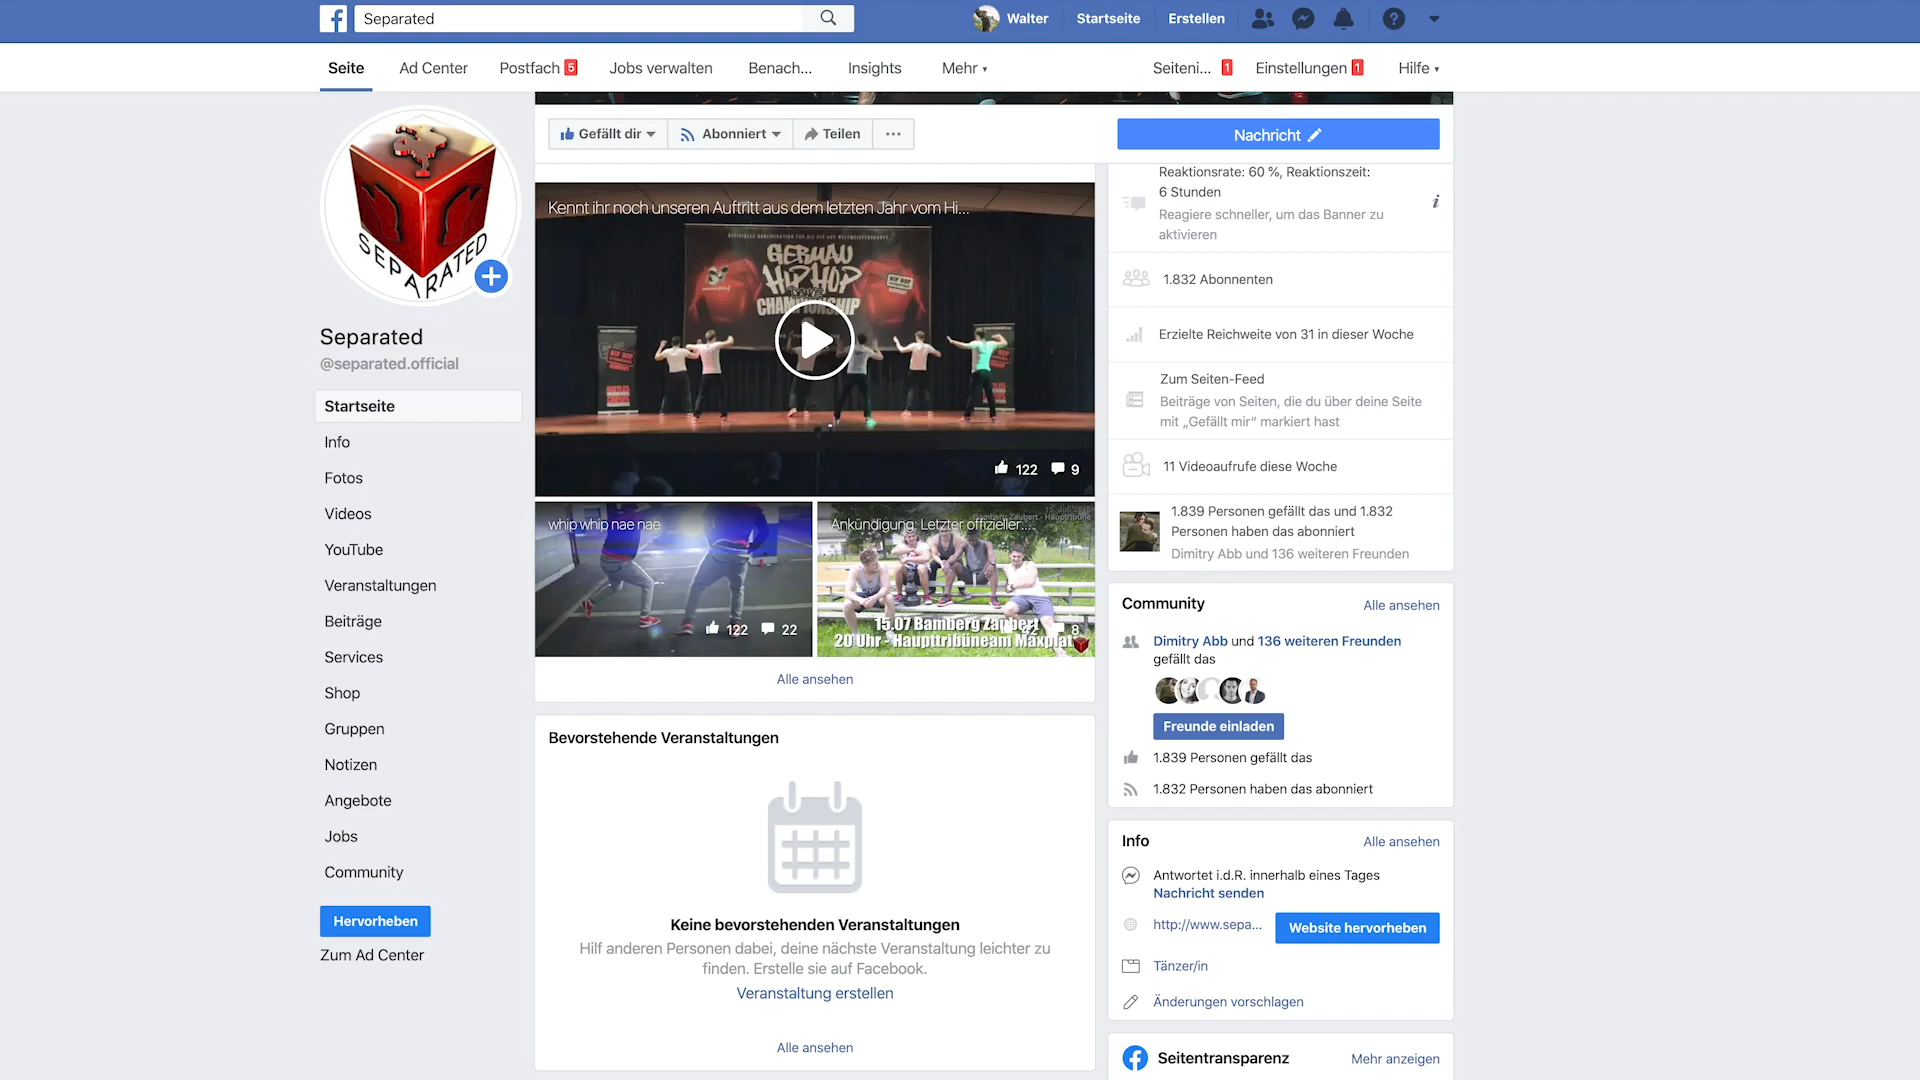 Separated
Walter
Startseite
Erstellen
Seite
Ad Center
Postfach 5
Jobs verwalten
Benach...
Insights
Mehr
Seiteni... 1
Einstellungen 1
Hilfe
SEPARATED
Separated
@separated.official
Startseite
Info
Fotos
Videos
YouTube
Veranstaltungen
Beiträge
Services
Shop
Gruppen
Notizen
Angebote
Jobs
Community
Hervorheben
Zum Ad Center
Gefällt dir
Abonniert
Teilen
Nachricht
Kennt ihr noch unseren Auftritt aus dem letzten Jahr vom Hi...
GERMAN
HIP HOP
CHAMPIONSHIP
122 9
whip whip nae nae
122 22
Ankündigung: Letzter offizieller...
15.07 Bamberg Zaubert
20 Uhr - Haupttribüne am Maxplatz
8
Alle ansehen
Bevorstehende Veranstaltungen
Keine bevorstehenden Veranstaltungen
Hilf anderen Personen dabei, deine nächste Veranstaltung leichter zu
finden. Erstelle sie auf Facebook.
Veranstaltung erstellen
Alle ansehen
Reaktionsrate: 60 %, Reaktionszeit:
6 Stunden
Reagiere schneller, um das Banner zu
aktivieren
1.832 Abonnenten
Erzielte Reichweite von 31 in dieser Woche
Zum Seiten-Feed
Beiträge von Seiten, die du über deine Seite
mit „Gefällt mir“ markiert hast
11 Videoaufrufe diese Woche
1.839 Personen gefällt das und 1.832
Personen haben das abonniert
Dimitry Abb und 136 weiteren Freunden
Community
Alle ansehen
Dimitry Abb und 136 weiteren Freunden
gefällt das
Freunde einladen
1.839 Personen gefällt das
1.832 Personen haben das abonniert
Info
Alle ansehen
Antwortet i.d.R. innerhalb eines Tages
Nachricht senden
http://www.sepa...
Website hervorheben
Tänzer/in
Änderungen vorschlagen
Seitentransparenz
Mehr anzeigen